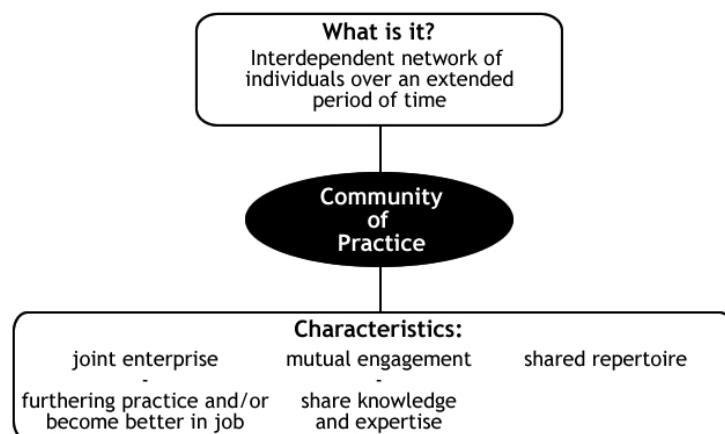 What is it?
Interdependent network of
individuals over an extended
period of time
Community
of
Practice
Characteristics:
joint enterprise mutual engagement shared repertoire
- -
furthering practice and/or share knowledge
become better in job and expertise